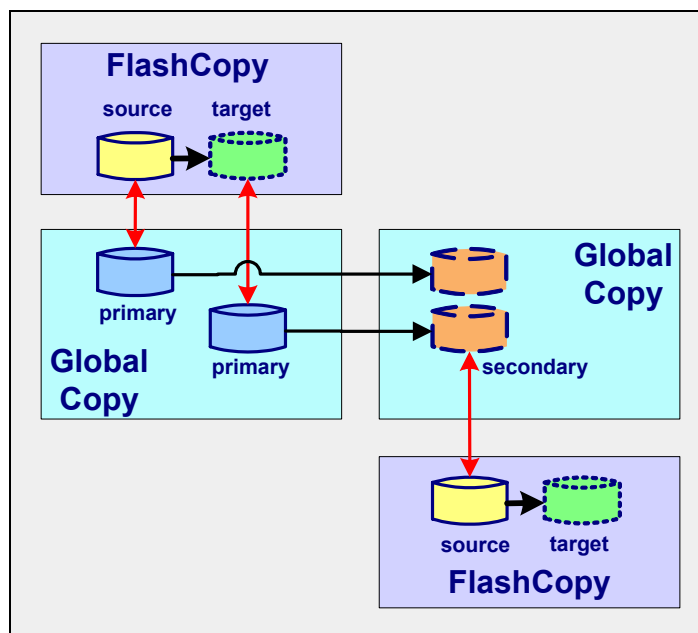 FlashCopy
source target
primary
primary
Global
Copy
Global
Copy
secondary
source target
FlashCopy